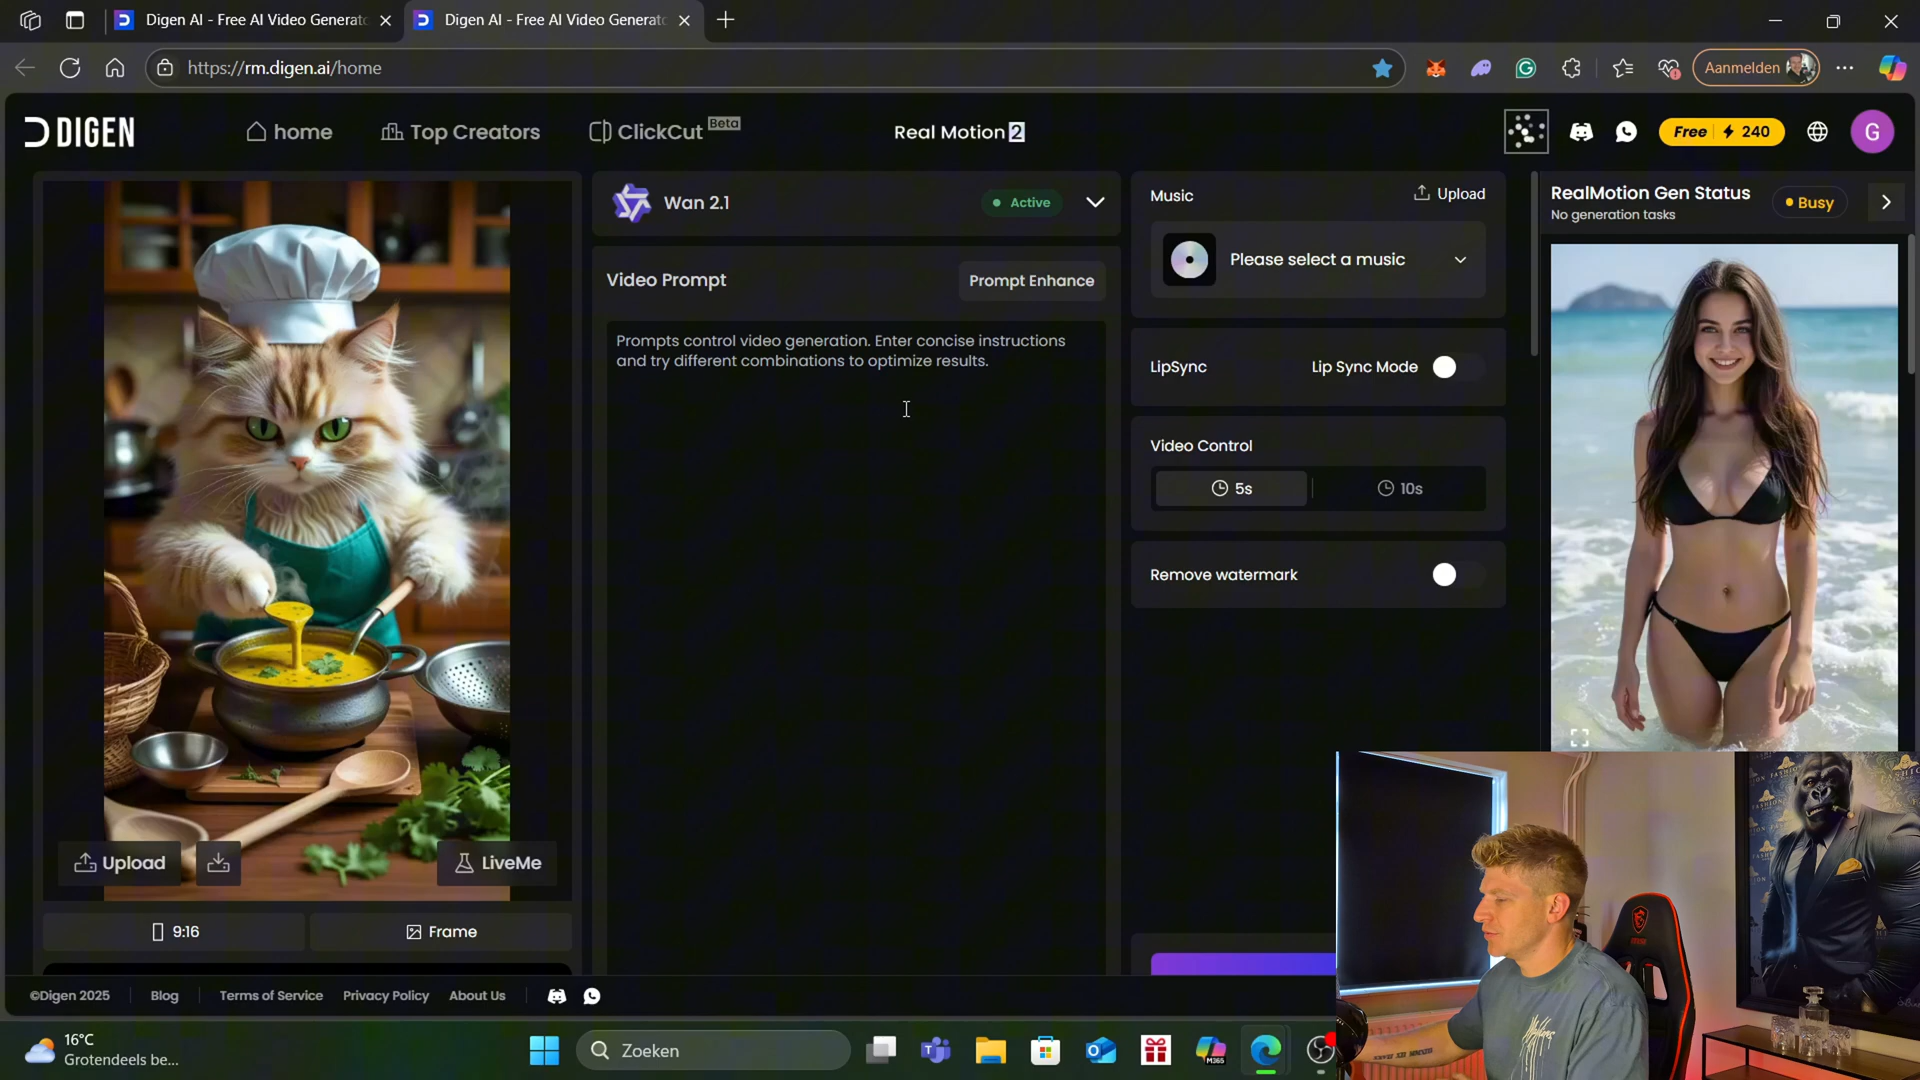 Digen AI - Free AI Video Generato
Digen AI - Free AI Video Generato
https://rm.digen.ai/home
Aanmelden
DIGEN
home
Top Creators
ClickCut Beta
Real Motion 2
Free 240
G
Wan 2.1
Active
Video Prompt
Prompt Enhance
Prompts control video generation. Enter concise instructions
and try different combinations to optimize results.
Upload
LiveMe
9:16
Frame
Music
Upload
Please select a music
LipSync
Lip Sync Mode
Video Control
5s
10s
Remove watermark
RealMotion Gen Status
No generation tasks
Busy
©Digen 2025
Blog
Terms of Service
Privacy Policy
About Us
16°C
Grotendeels be...
Zoeken
M365